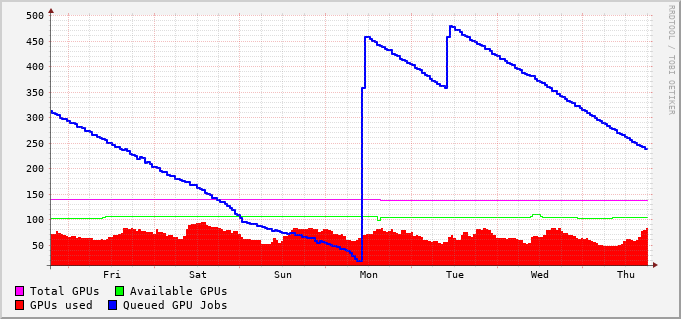 500
450
400
350
300
250
200
150
100
50
Fri Sat Sun Mon Tue Wed Thu
Total GPUs Available GPUs
GPUs used Queued GPU Jobs
RRDTOOL / TOBI OETIKER